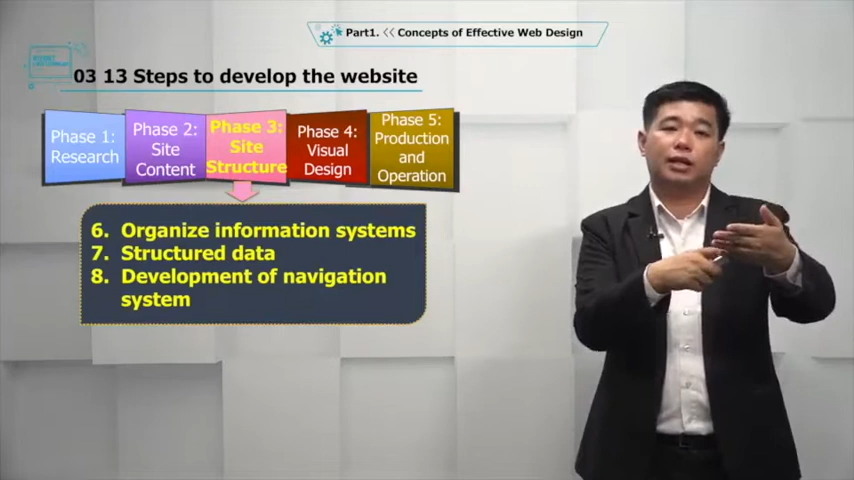 Part1. << Concepts of Effective Web Design
03 13 Steps to develop the website
Phase 1:
Research
Phase 2:
Site
Content
Phase 3:
Site
Structure
Phase 4:
Visual
Design
Phase 5:
Production
and
Operation
6. Organize information systems
7. Structured data
8. Development of navigation
system